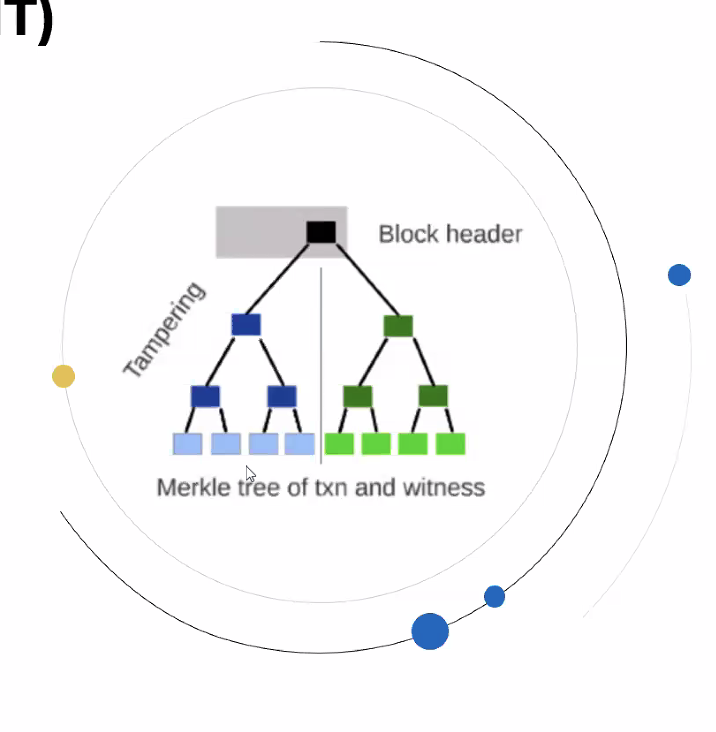 T)
Block header
Tampering
Merkle tree of txn and witness